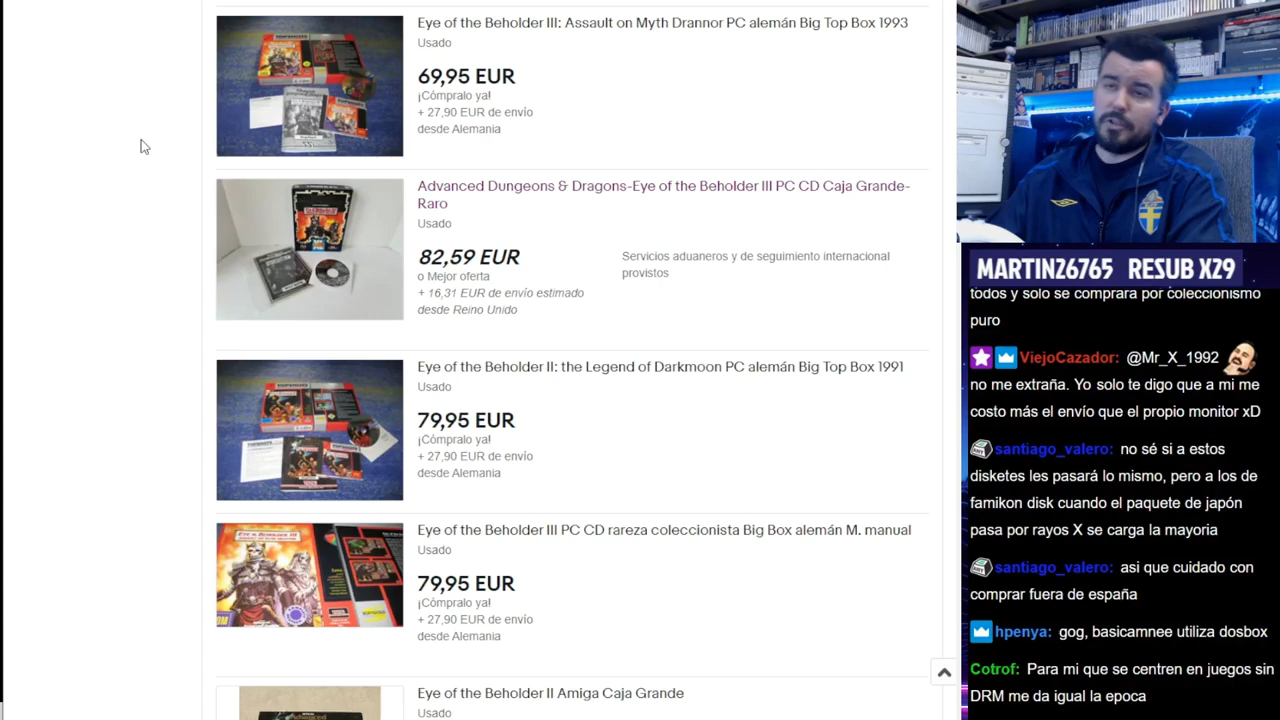 Eye of the Beholder III: Assault on Myth Drannor PC alemán Big Top Box 1993
Usado
69,95 EUR
¡Cómpralo ya!
+ 27,90 EUR de envío
desde Alemania
Advanced Dungeons & Dragons-Eye of the Beholder III PC CD Caja Grande-
Raro
Usado
82,59 EUR
o Mejor oferta
+ 16,31 EUR de envío estimado
desde Reino Unido
Servicios aduaneros y de seguimiento internacional
provistos
Eye of the Beholder II: the Legend of Darkmoon PC alemán Big Top Box 1991
Usado
79,95 EUR
¡Cómpralo ya!
+ 27,90 EUR de envío
desde Alemania
Eye of the Beholder III PC CD rareza coleccionista Big Box alemán M. manual
Usado
79,95 EUR
¡Cómpralo ya!
+ 27,90 EUR de envío
desde Alemania
Eye of the Beholder II Amiga Caja Grande
Usado
MARTIN26765 RESUB X29
todos y solo se comprara por coleccionismo
puro
ViejoCazador: @Mr_X_1992
no me extraña. Yo solo te digo que a mi me
costo más el envío que el propio monitor xD
santiago_valero: no sé si a estos
disketes les pasará lo mismo, pero a los de
famikon disk cuando el paquete de japón
pasa por rayos X se carga la mayoria
santiago_valero: asi que cuidado con
comprar fuera de españa
hpenya: gog, basicamnee utiliza dosbox
Cotrof: Para mi que se centren en juegos sin
DRM me da igual la epoca